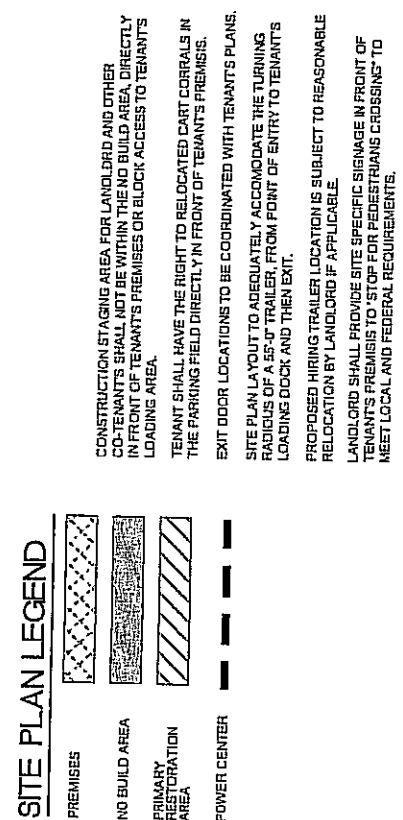 SITE PLAN LEGEND
PREMISES
NO BUILD AREA
PRIMARY
RESTORATION
AREA
POWER CENTER
CONSTRUCTION STAGING AREA FOR LANDLORD AND OTHER
CO-TENANT'S SHALL NOT BE WITHIN THE NO BUILD AREA, DIRECTLY
IN FRONT OF TENANT'S PREMISES OR BLOCK ACCESS TO TENANT'S
LOADING AREA.
TENANT SHALL HAVE THE RIGHT TO RELOCATED CART CORRALS IN
THE PARKING FIELD DIRECTLY IN FRONT OF TENANT'S PREMISIS.
EXIT DOOR LOCATIONS TO BE COORDINATED WITH TENANT'S PLANS.
SITE PLAN LAYOUT TO ADEQUATELY ACCOMODATE THE TURNING
RADIOUS OF A 55'-0" TRAILER, FROM POINT OF ENTRY TO TENANT'S
LOADING DOCK AND THEN EXIT.
PROPOSED HIRING TRAILER LOCATION IS SUBJECT TO REASONABLE
RELOCATION BY LANDLORD IF APPLICABLE.
LANDLORD SHALL PROVIDE SITE SPECIFIC SIGNAGE IN FRONT OF
TENANT'S PREMISIS TO "STOP FOR PEDESTRIANS CROSSING" TO
MEET LOCAL AND FEDERAL REQUIREMENTS.